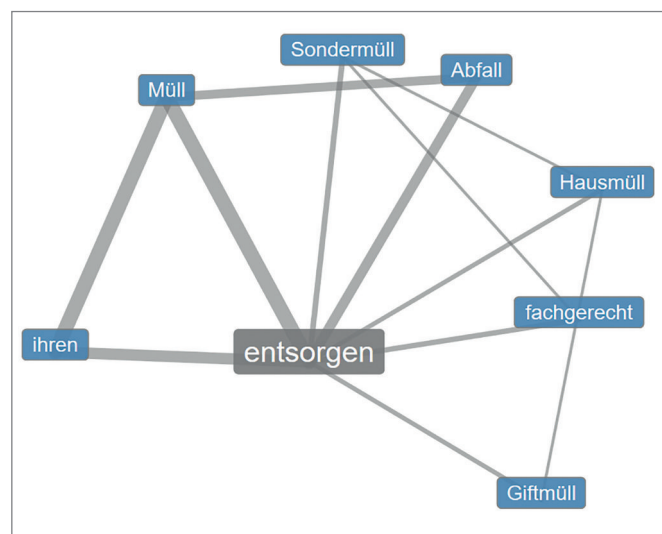 Sondermüll
Abfall
Müll
Hausmüll
fachgerecht
ihren
entsorgen
Giftmüll